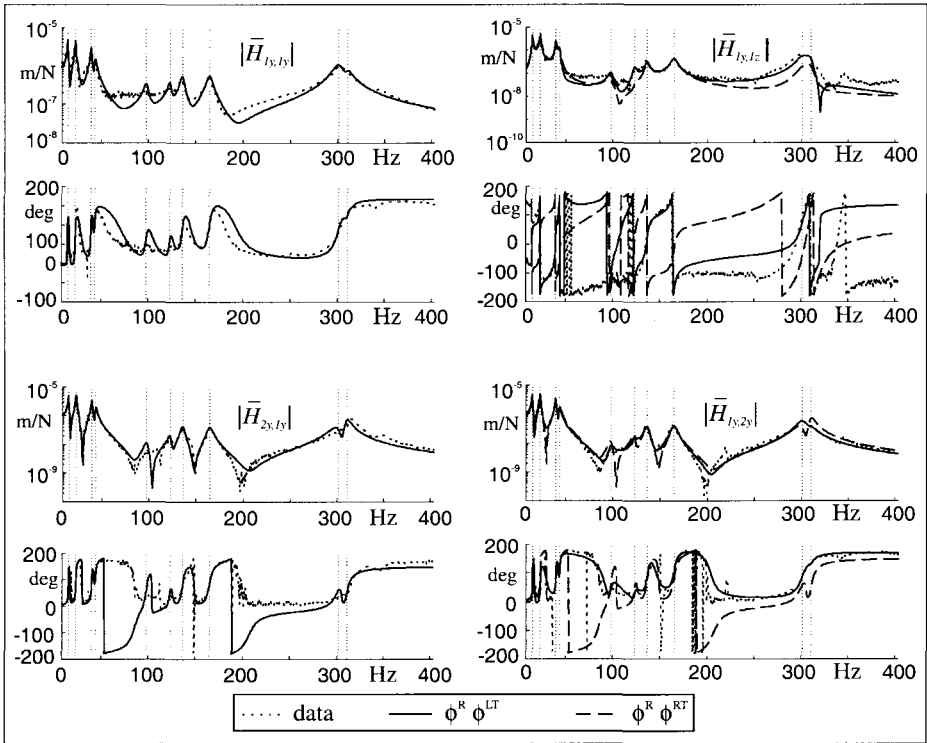 10⁻⁵
m/N
10⁻⁷
10⁻⁸
|H̅₁y,₁y|
0 100 200 Hz 300 400
200
deg
100
0
-100
0 100 200 Hz 300 400
10⁻⁵
m/N
10⁻⁸
10⁻¹⁰
|H̅₁y,₁z|
0 100 200 Hz 300 400
200
deg
100
0
-100
-200
0 100 200 Hz 300 400
10⁻⁵
m/N
10⁻⁹
|H̅₂y,₁y|
0 100 200 300 Hz 400
200
deg
0
-100
-200
0 100 200 300 Hz 400
10⁻⁵
m/N
10⁻⁹
|H̅₁y,₂y|
0 100 200 300 Hz 400
200
deg
0
-100
-200
0 100 200 300 Hz 400
data ϕᴿ ϕᴸᵀ ϕᴿ ϕᴿᵀ